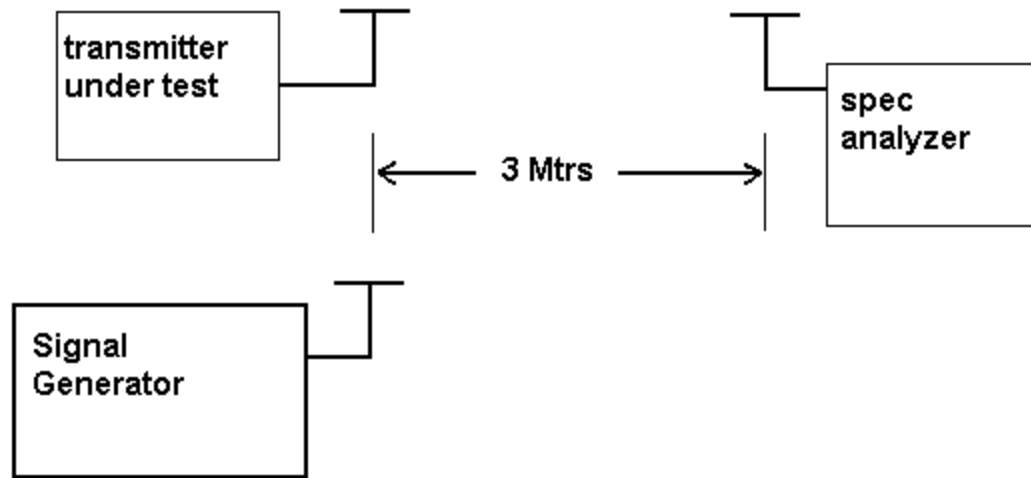 transmitter
under test
spec
analyzer
3 Mtrs
Signal
Generator